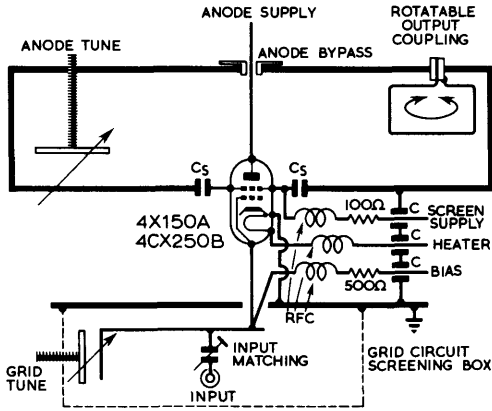 ANODE SUPPLY
ROTATABLE
OUTPUT
COUPLING
ANODE TUNE
ANODE BYPASS
Cs
Cs
4X150A
4CX250B
100Ω
C
SCREEN
SUPPLY
C
HEATER
C
BIAS
500Ω
RFC
GRID
TUNE
INPUT
MATCHING
INPUT
GRID CIRCUIT
SCREENING BOX